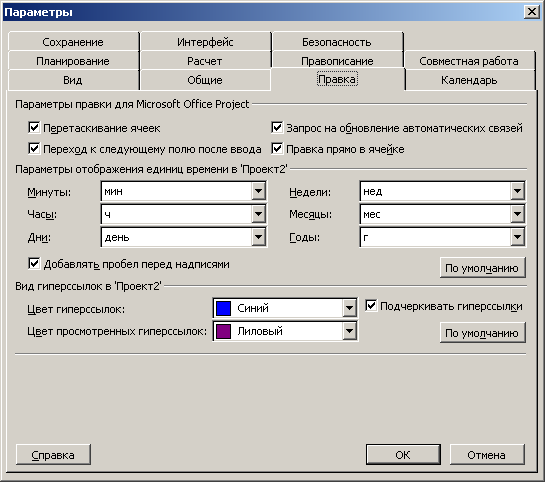 Параметры
Сохранение Интерфейс Безопасность
Планирование Расчет Правописание Совместная работа
Вид Общие Правка Календарь
Параметры правки для Microsoft Office Project
Перетаскивание ячеек Запрос на обновление автоматических связей
Переход к следующему полю после ввода Правка прямо в ячейке
Параметры отображения единиц времени в 'Проект2'
Минуты: мин Недели: нед
Часы: ч Месяцы: мес
Дни: день Годы: г
Добавлять пробел перед надписями По умолчанию
Вид гиперссылок в 'Проект2'
Цвет гиперссылок: Синий Подчеркивать гиперссылки
Цвет просмотренных гиперссылок: Лиловый По умолчанию
Справка ОК Отмена